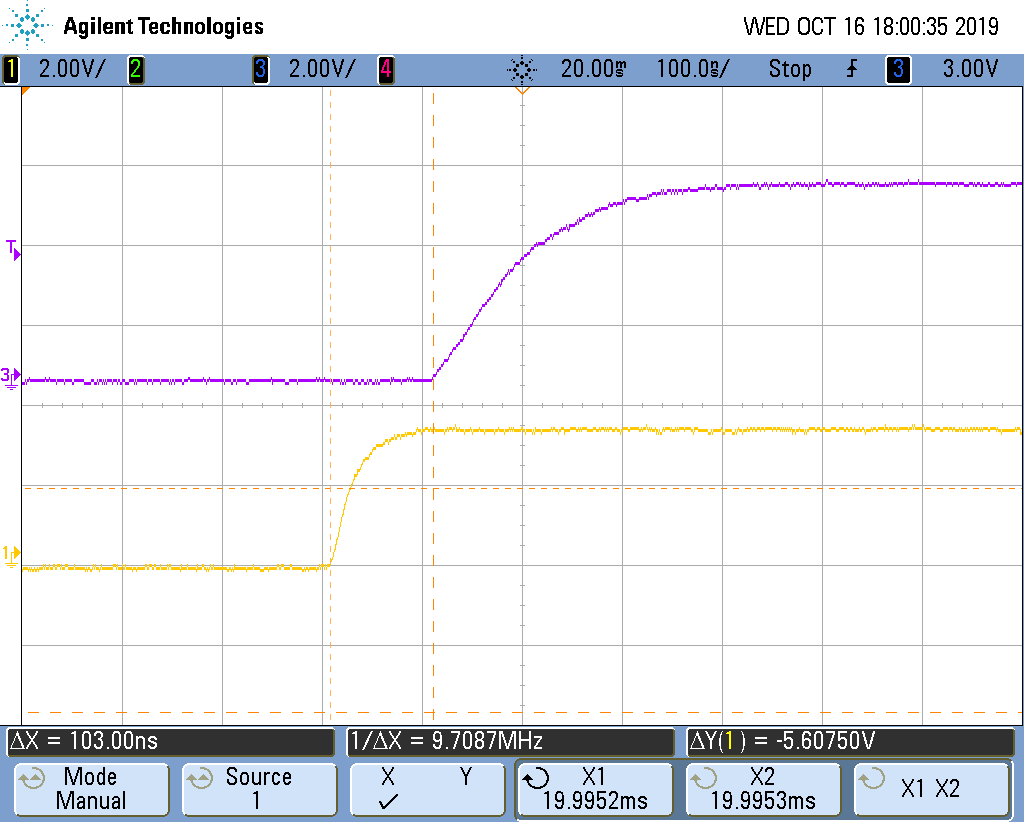 Agilent Technologies WED OCT 16 18:00:35 2019
1 2.00V/ 2 3 2.00V/ 4 20.00ms 100.0ns/ Stop 3 3.00V
T
3
1
ΔX = 103.00ns 1/ΔX = 9.7087MHz ΔY(1) = -5.60750V
Mode Source X Y X1 X2 X1 X2
Manual 1 19.9952ms 19.9953ms